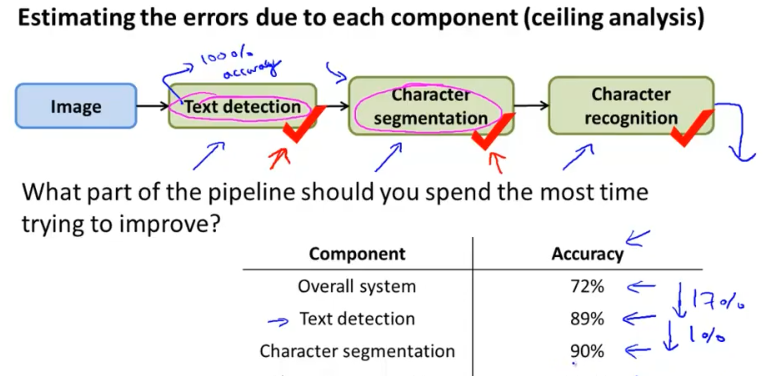 Estimating the errors due to each component (ceiling analysis)
100%
accuracy
Image
Text detection
Character
segmentation
Character
recognition
What part of the pipeline should you spend the most time
trying to improve?
Component Accuracy
Overall system 72%
17%
Text detection 89%
1%
Character segmentation 90%